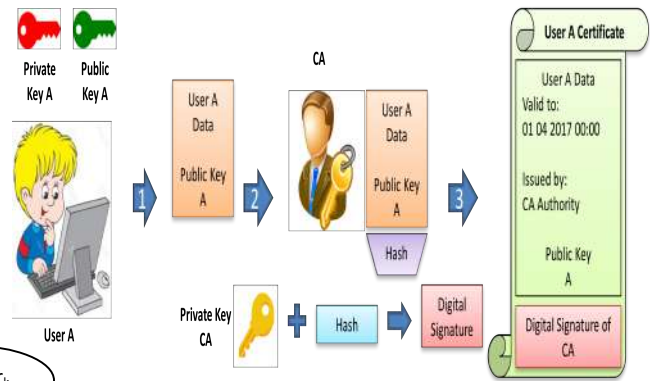 Private
Key A
Public
Key A
User A
1
User A
Data
Public Key
A
2
CA
User A
Data
Public Key
A
Hash
3
Private Key
CA
Hash
Digital
Signature
User A Certificate
User A Data
Valid to:
01 04 2017 00:00
Issued by:
CA Authority
Public Key
A
Digital Signature of
CA